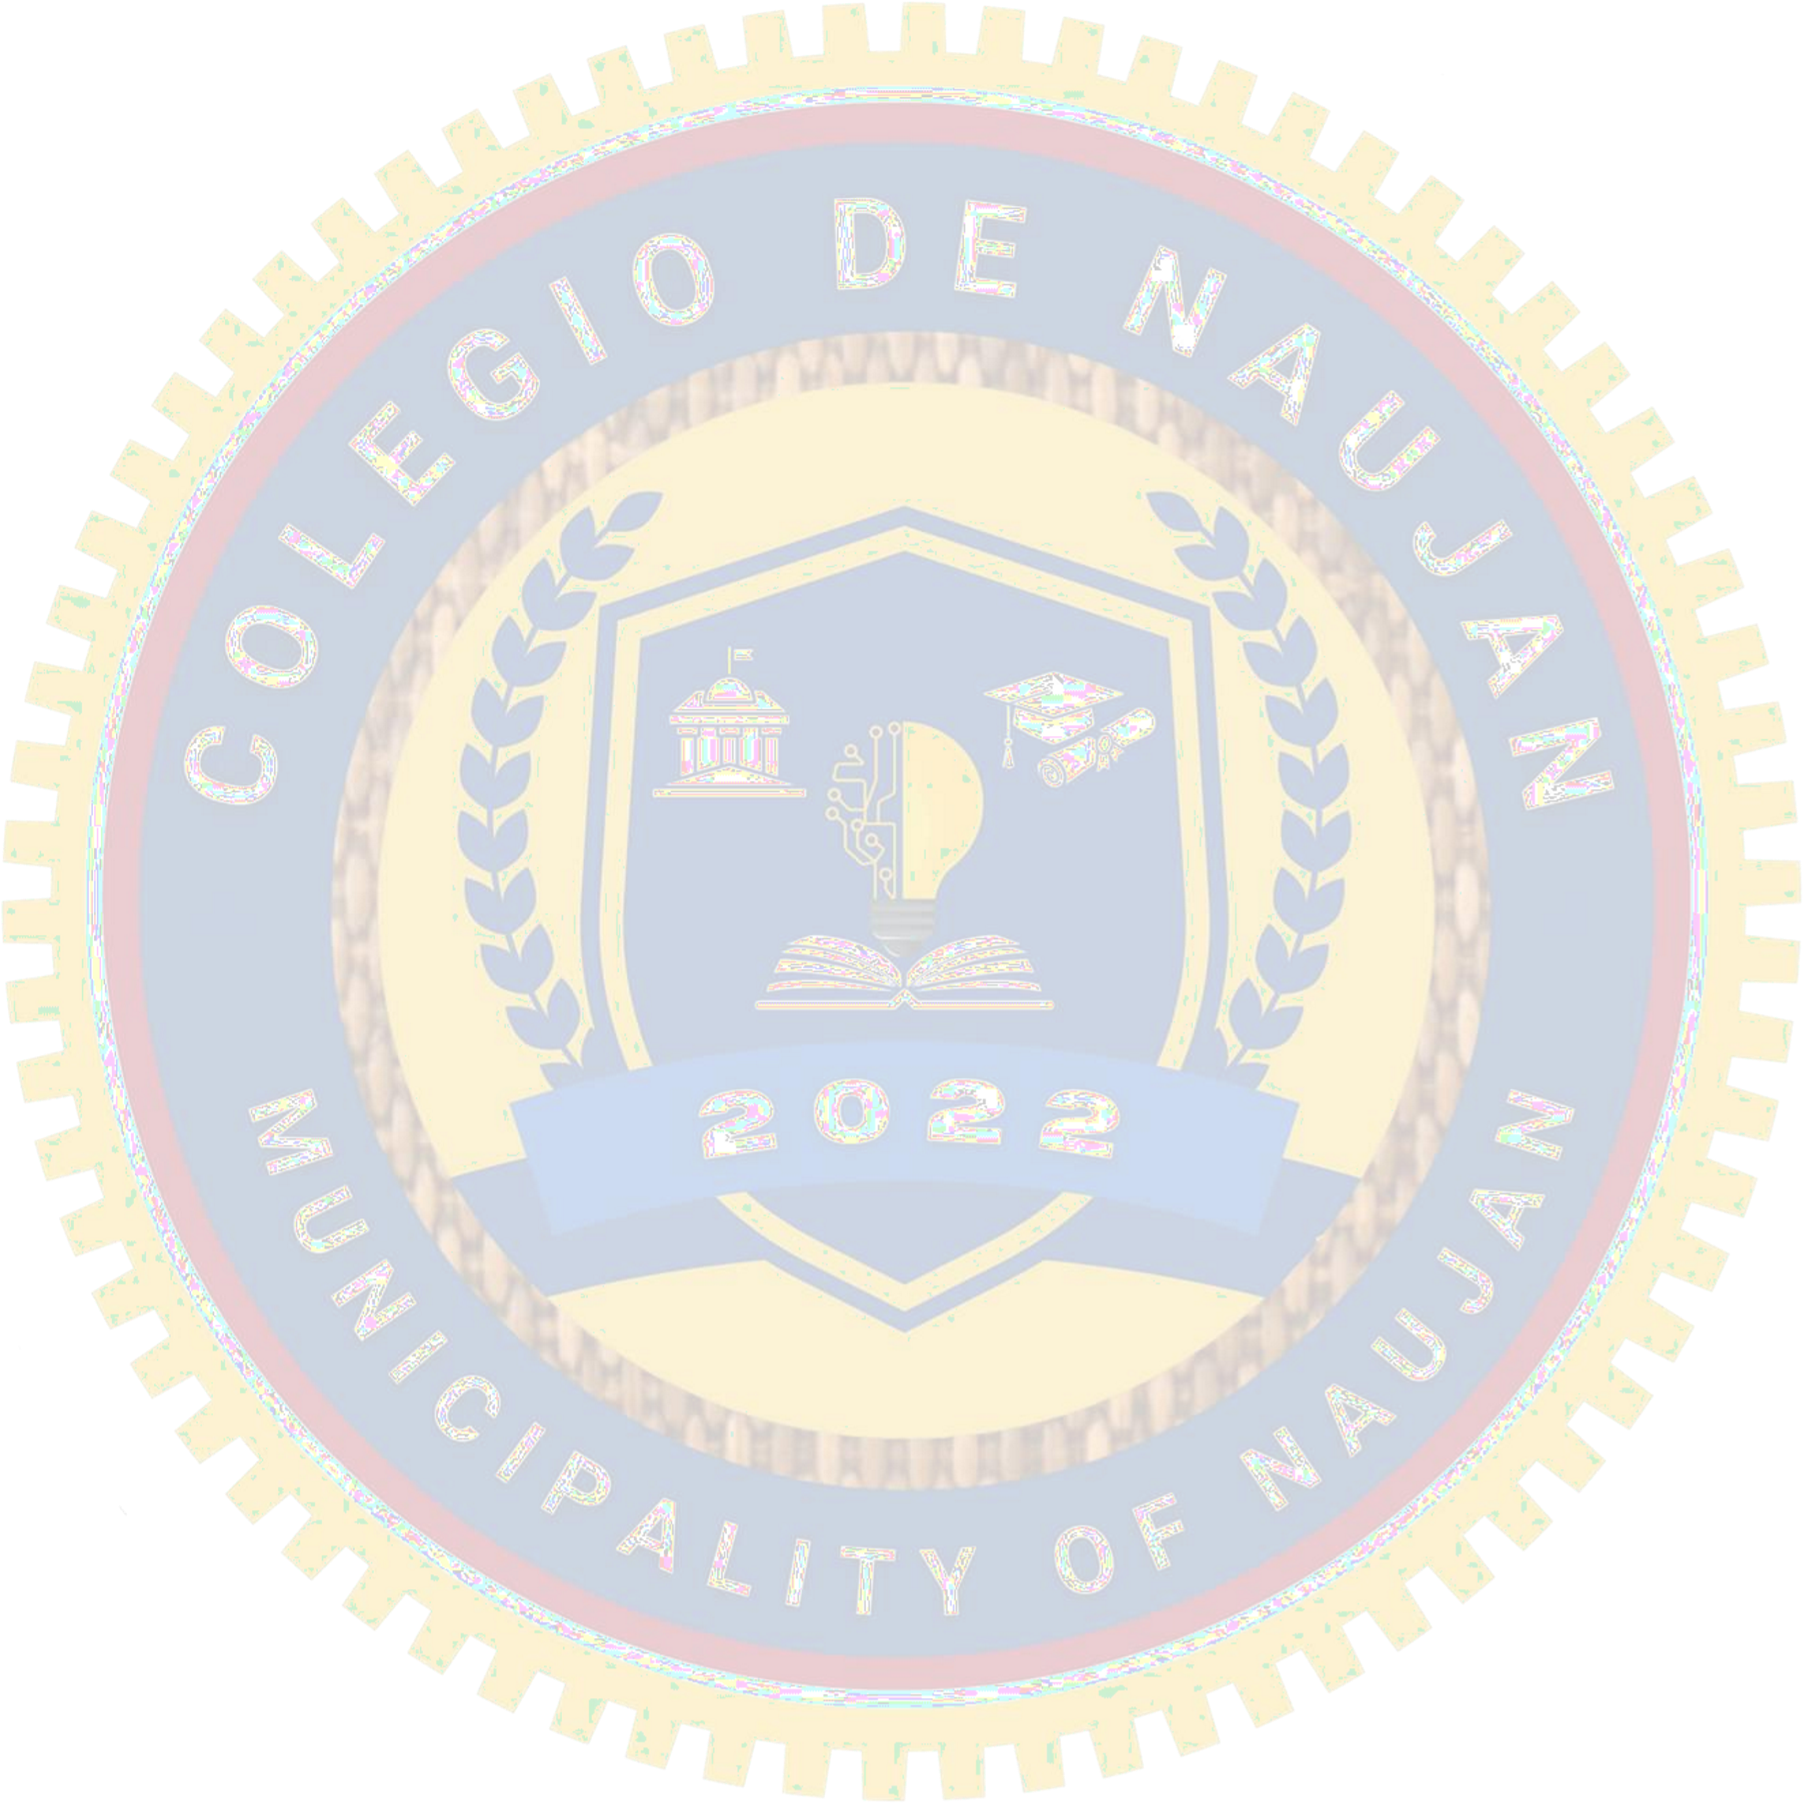 COLEGIO DE NAUJAN
2022
MUNICIPALITY OF NAUJAN